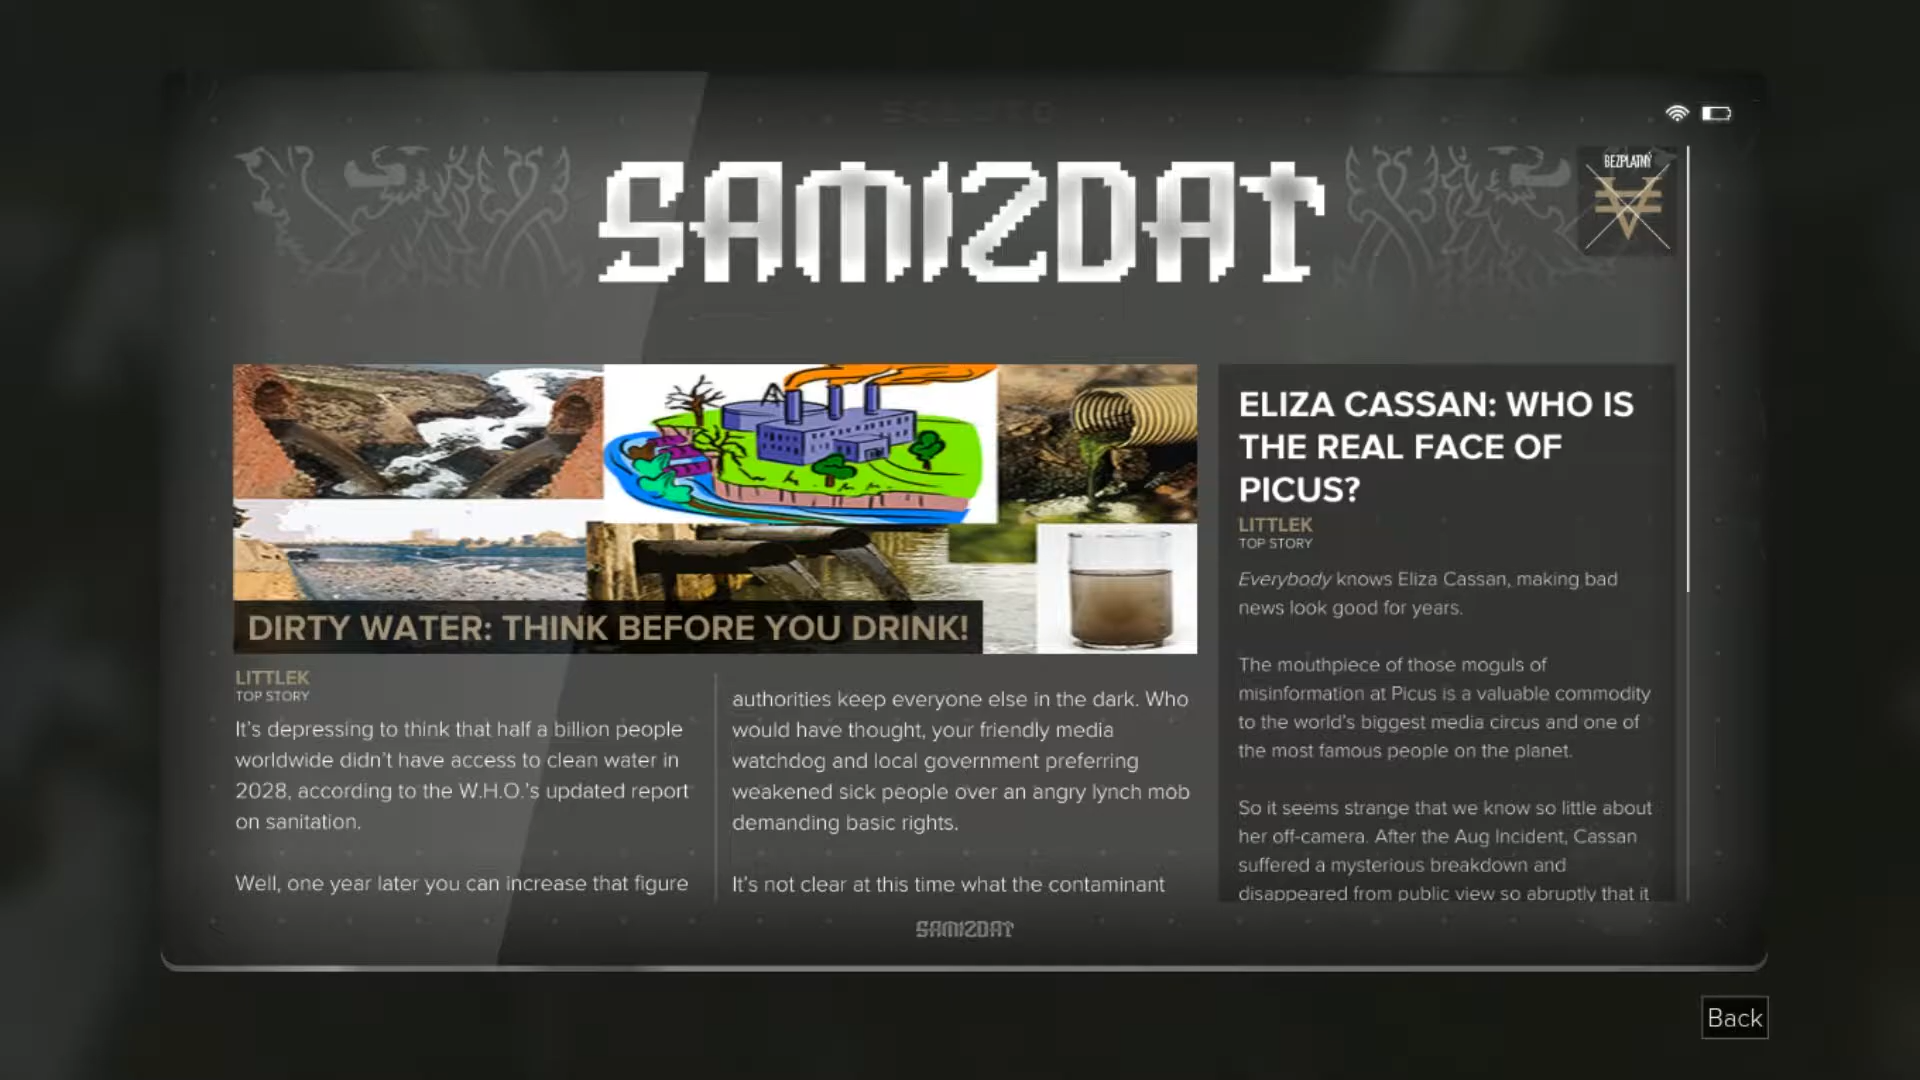 SAMIZDAT
BEZPLATNÝ
DIRTY WATER: THINK BEFORE YOU DRINK!
LITTLEK
TOP STORY
It's depressing to think that half a billion people
worldwide didn't have access to clean water in
2028, according to the W.H.O.'s updated report
on sanitation.
Well, one year later you can increase that figure
authorities keep everyone else in the dark. Who
would have thought, your friendly media
watchdog and local government preferring
weakened sick people over an angry lynch mob
demanding basic rights.
It's not clear at this time what the contaminant
ELIZA CASSAN: WHO IS
THE REAL FACE OF
PICUS?
LITTLEK
TOP STORY
Everybody knows Eliza Cassan, making bad
news look good for years.
The mouthpiece of those moguls of
misinformation at Picus is a valuable commodity
to the world's biggest media circus and one of
the most famous people on the planet.
So it seems strange that we know so little about
her off-camera. After the Aug Incident, Cassan
suffered a mysterious breakdown and
disappeared from public view so abruptly that it
SAMIZDAT
Back